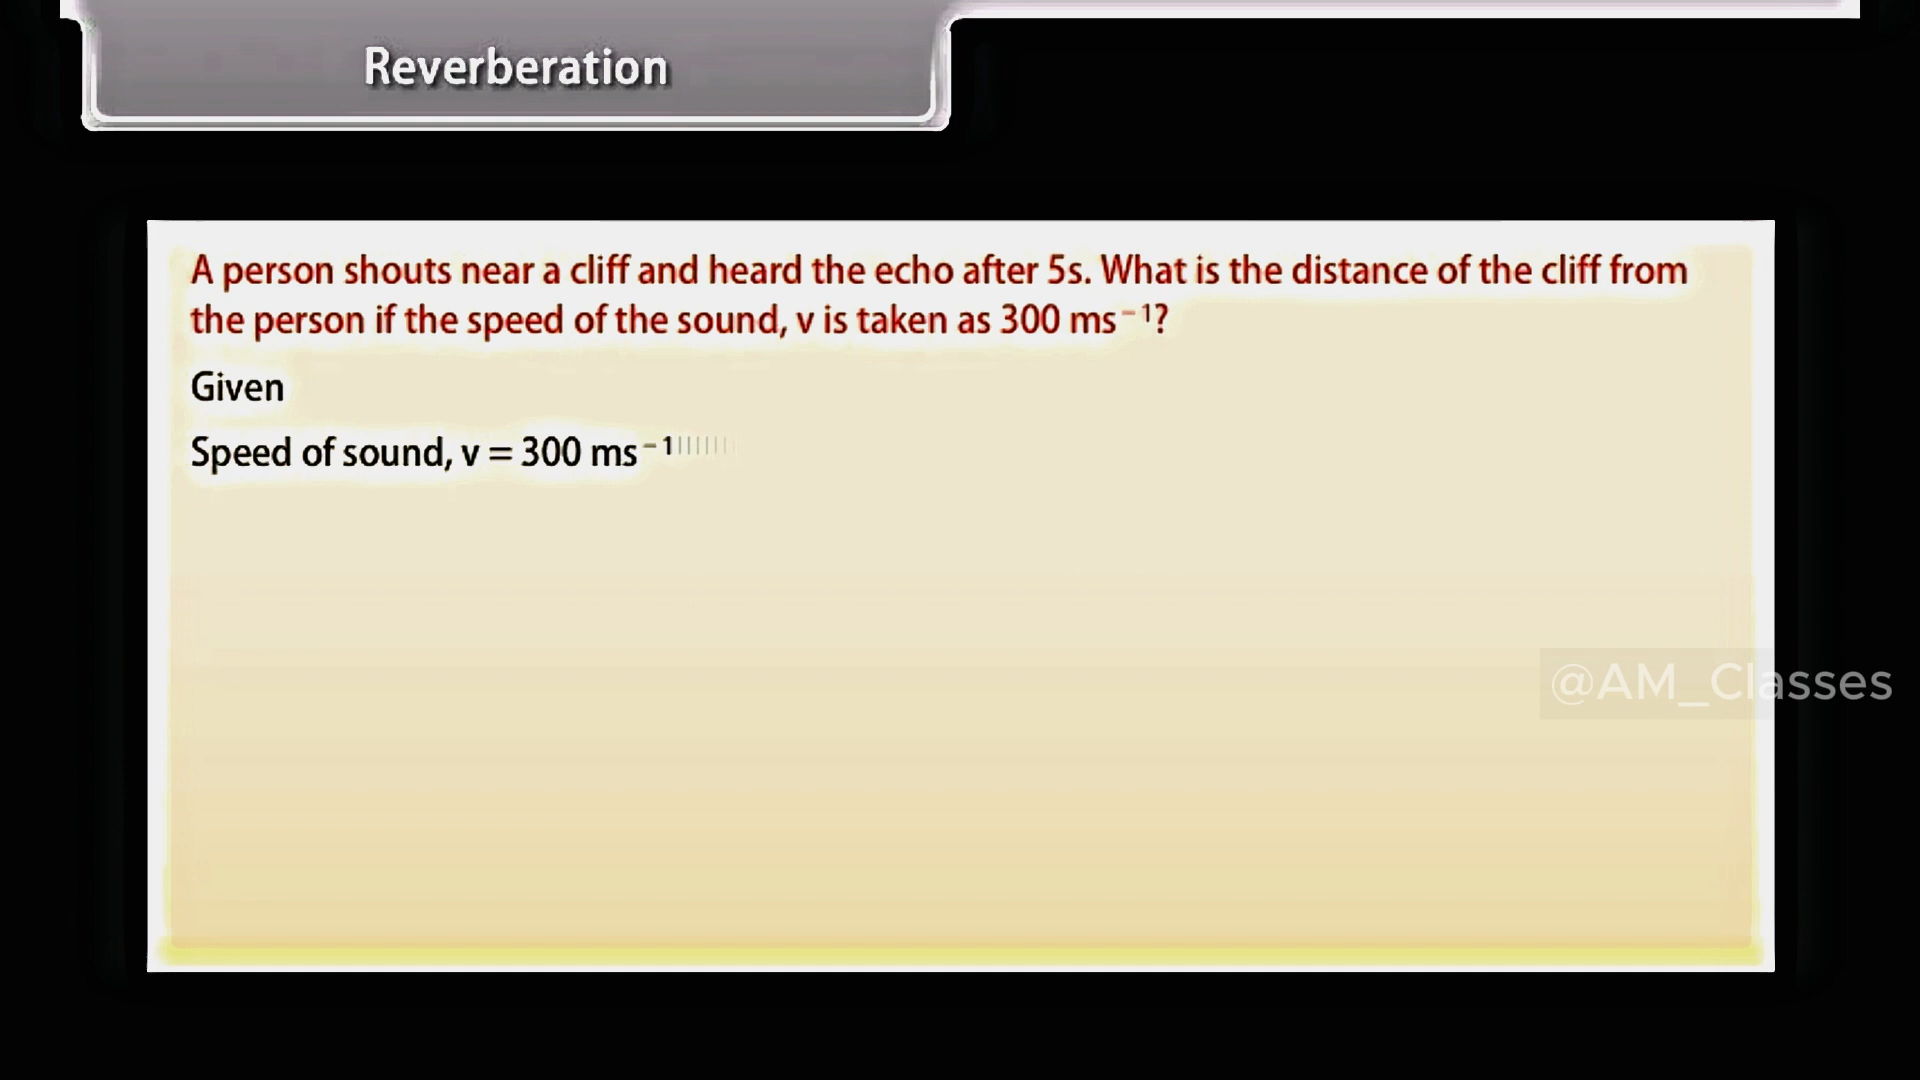 Reverberation
A person shouts near a cliff and heard the echo after 5s. What is the distance of the cliff from
the person if the speed of the sound, v is taken as 300 ms⁻¹?
Given
Speed of sound, v = 300 ms⁻¹
@AM_Classes